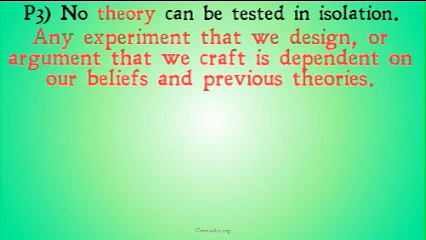 P3) No theory can be tested in isolation.
Any experiment that we design, or
argument that we craft is dependent on
our beliefs and previous theories.